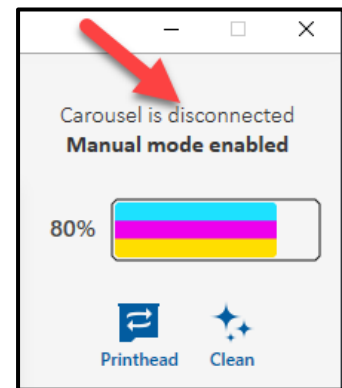 Carousel is disconnected
Manual mode enabled
80%
Printhead Clean